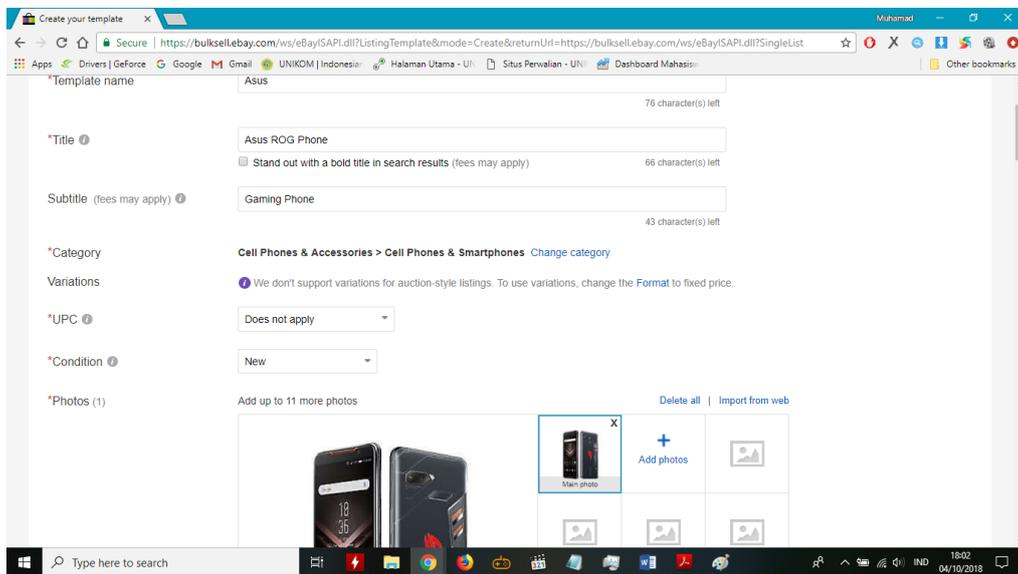 Create your template
Muhamad
Secure | https://bulksell.ebay.com/ws/eBayISAPI.dll?ListingTemplate&mode=Create&returnUrl=https://bulksell.ebay.com/ws/eBayISAPI.dll?SingleList
Apps Drivers | GeForce Google Gmail UNIKOM | Indonesian Halaman Utama - UN Situs Perwalian - UNI Dashboard Mahasisw Other bookmarks
*Template name Asus
76 character(s) left
*Title Asus ROG Phone
Stand out with a bold title in search results (fees may apply) 66 character(s) left
Subtitle (fees may apply) Gaming Phone
43 character(s) left
*Category Cell Phones & Accessories > Cell Phones & Smartphones Change category
Variations We don't support variations for auction-style listings. To use variations, change the Format to fixed price.
*UPC Does not apply
*Condition New
*Photos (1) Add up to 11 more photos Delete all | Import from web
X
Add photos
Main photo
18
35
Type here to search
321
IND
18:02
04/10/2018